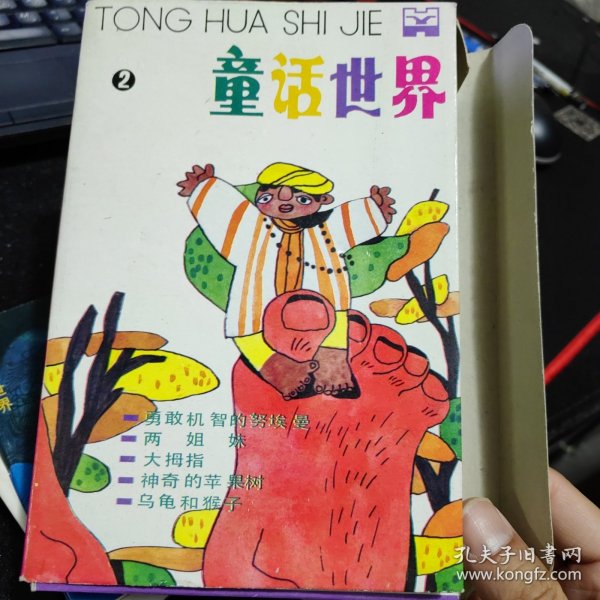 TONG HUA SHI JIE
2
童话世界
勇敢机智的努埃曼
两姐妹
大拇指
神奇的苹果树
乌龟和猴子
世界
孔夫子旧书网
www.kongfz.com